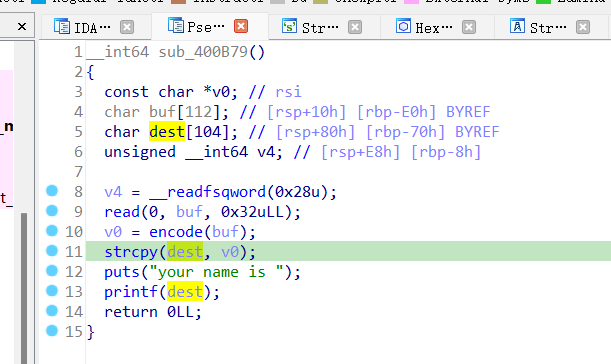 IDA…
Pse…
Str…
Hex…
Str…
1 __int64 sub_400B79()
2 {
3 const char *v0; // rsi
4 char buf[112]; // [rsp+10h] [rbp-E0h] BYREF
5 char dest[104]; // [rsp+80h] [rbp-70h] BYREF
6 unsigned __int64 v4; // [rsp+E8h] [rbp-8h]
7
8 v4 = __readfsqword(0x28u);
9 read(0, buf, 0x32uLL);
10 v0 = encode(buf);
11 strcpy(dest, v0);
12 puts("your name is ");
13 printf(dest);
14 return 0LL;
15 }